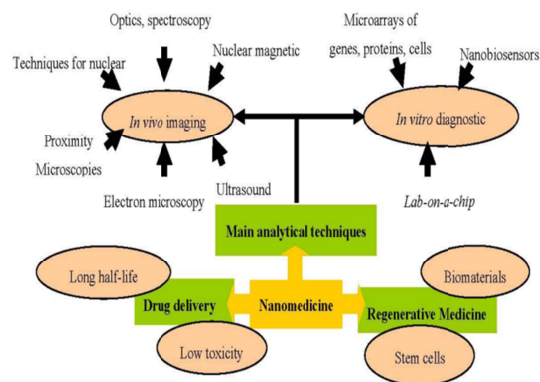 Optics, spectroscopy
Microarrays of
genes, proteins, cells
Nuclear magnetic
Nanobiosensors
Techniques for nuclear
In vivo imaging
In vitro diagnostic
Proximity
Microscopies
Ultrasound
Electron microscopy
Lab-on-a-chip
Main analytical techniques
Long half-life
Biomaterials
Drug delivery
Nanomedicine
Regenerative Medicine
Low toxicity
Stem cells